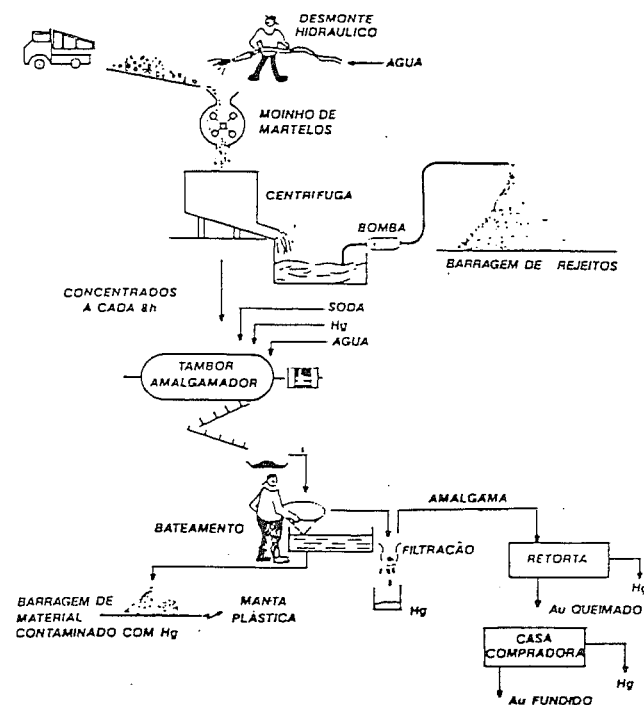 DESMONTE
HIDRAULICO
AGUA
MOINHO DE
MARTELOS
CENTRIFUGA
BOMBA
BARRAGEM DE REJEITOS
CONCENTRADOS
A CADA 8h
SODA
Hg
AGUA
TAMBOR
AMALGAMADOR
AMALGAMA
BATEAMENTO
FILTRAÇÃO
RETORTA
Hg
Hg
Au QUEIMADO
BARRAGEM DE
MATERIAL
CONTAMINADO COM Hg
MANTA
PLÁSTICA
CASA
COMPRADORA
Hg
Au FUNDIDO